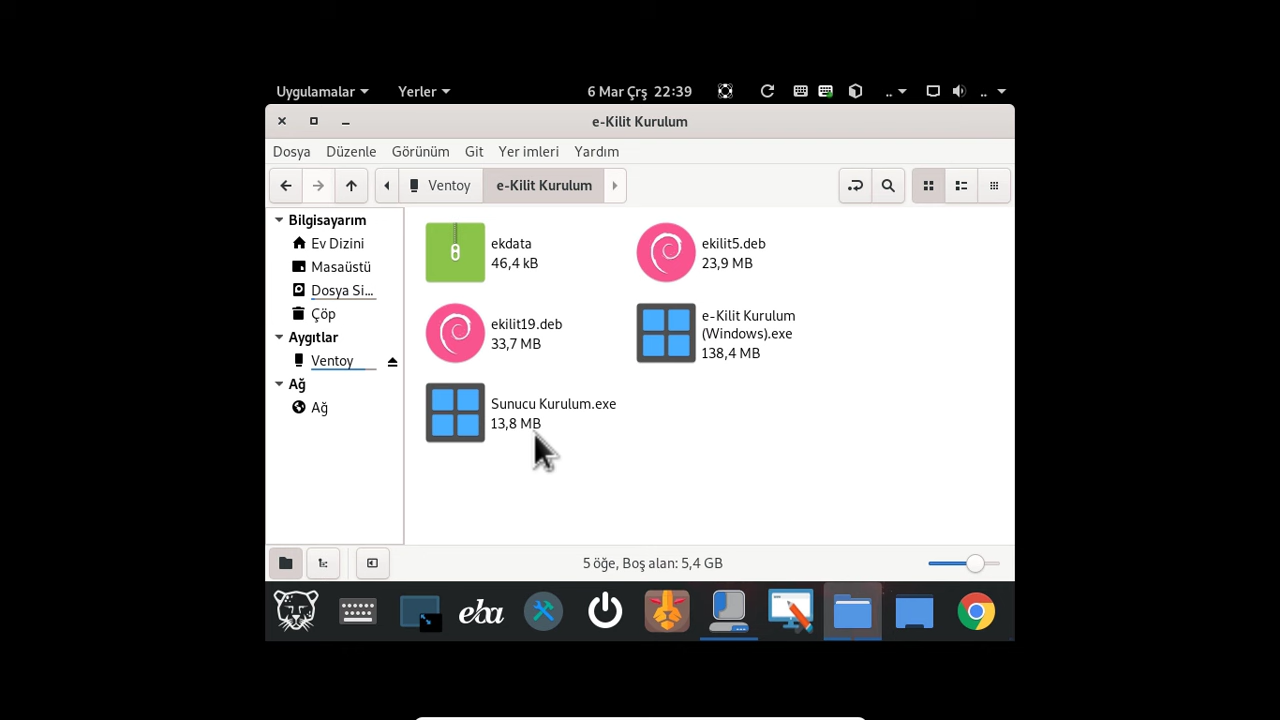 Uygulamalar
Yerler
6 Mar Çrş 22:39
..
..
e-Kilit Kurulum
Dosya
Düzenle
Görünüm
Git
Yer imleri
Yardım
Ventoy
e-Kilit Kurulum
Bilgisayarım
Ev Dizini
Masaüstü
Dosya Si...
Çöp
Aygıtlar
Ventoy
Ağ
Ağ
ekdata
46,4 kB
ekilit5.deb
23,9 MB
ekilit19.deb
33,7 MB
e-Kilit Kurulum
(Windows).exe
138,4 MB
Sunucu Kurulum.exe
13,8 MB
5 öğe, Boş alan: 5,4 GB
eba